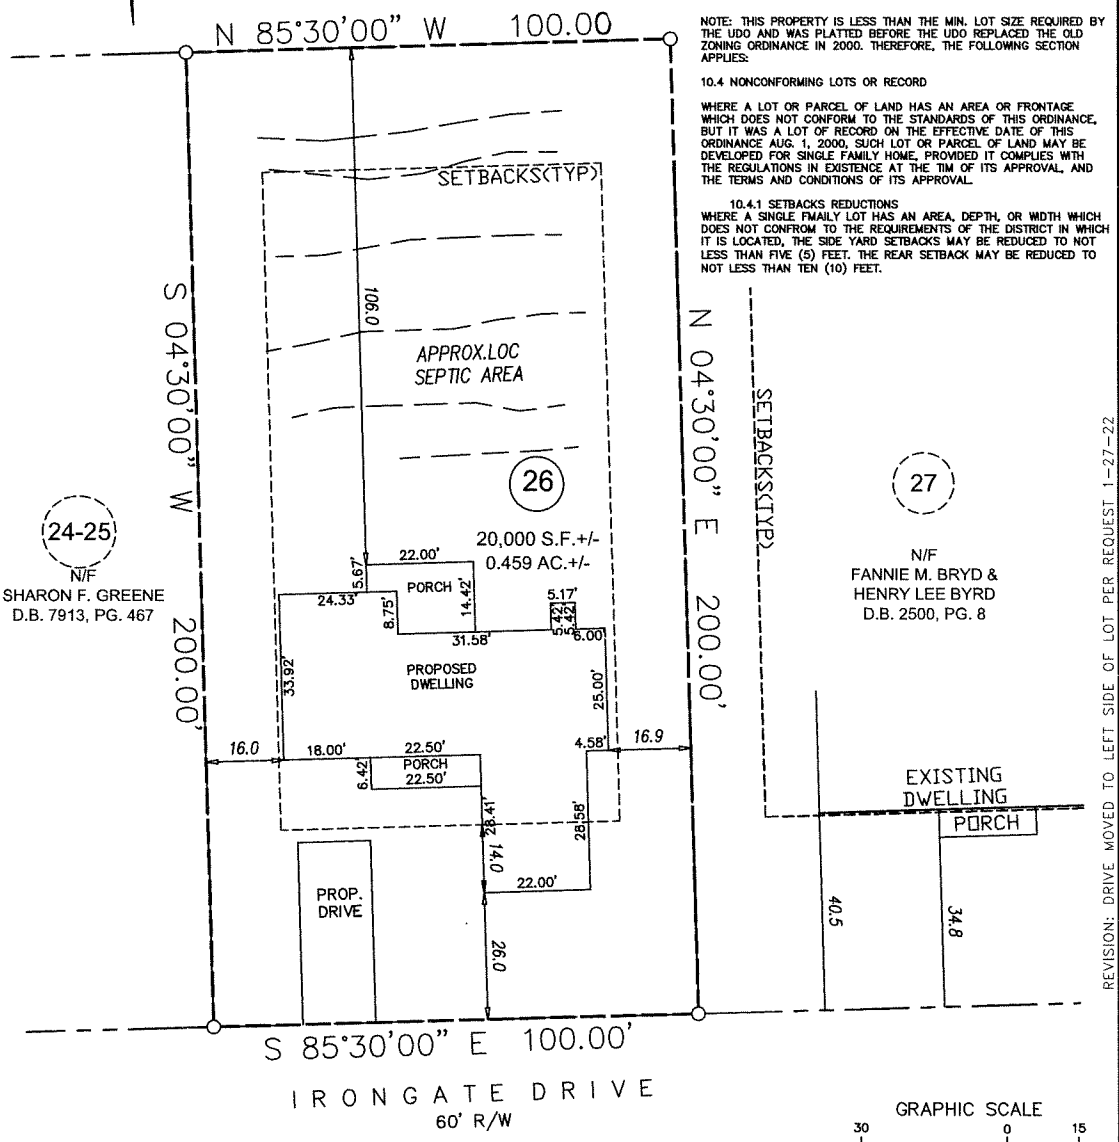 N 85°30'00" W 100.00
NOTE: THIS PROPERTY IS LESS THAN THE MIN. LOT SIZE REQUIRED BY
THE UDO AND WAS PLATTED BEFORE THE UDO REPLACED THE OLD
ZONING ORDINANCE IN 2000. THEREFORE, THE FOLLOWING SECTION
APPLIES:
10.4 NONCONFORMING LOTS OR RECORD
WHERE A LOT OR PARCEL OF LAND HAS AN AREA OR FRONTAGE
WHICH DOES NOT CONFORM TO THE STANDARDS OF THIS ORDINANCE,
BUT IT WAS A LOT OF RECORD ON THE EFFECTIVE DATE OF THIS
ORDINANCE AUG. 1, 2000, SUCH LOT OR PARCEL OF LAND MAY BE
DEVELOPED FOR SINGLE FAMILY HOME, PROVIDED IT COMPLIES WITH
THE REGULATIONS IN EXISTENCE AT THE TIM OF ITS APPROVAL, AND
THE TERMS AND CONDITIONS OF ITS APPROVAL.
10.4.1 SETBACKS REDUCTIONS
WHERE A SINGLE FMAILY LOT HAS AN AREA, DEPTH, OR WIDTH WHICH
DOES NOT CONFROM TO THE REQUIREMENTS OF THE DISTRICT IN WHICH
IT IS LOCATED, THE SIDE YARD SETBACKS MAY BE REDUCED TO NOT
LESS THAN FIVE (5) FEET. THE REAR SETBACK MAY BE REDUCED TO
NOT LESS THAN TEN (10) FEET.
SETBACKS(TYP)
S 04°30'00" W 200.00'
106.0
APPROX.LOC
SEPTIC AREA
N 04°30'00" E 200.00'
SETBACKS(TYP)
26
20,000 S.F.+/-
0.459 AC.+/-
24-25
N/F
SHARON F. GREENE
D.B. 7913, PG. 467
27
N/F
FANNIE M. BRYD &
HENRY LEE BYRD
D.B. 2500, PG. 8
22.00'
5.67'
PORCH
24.33'
8.75'
14.42'
5.17'
5.42'
5.42'
31.58'
6.00'
33.92'
PROPOSED
DWELLING
25.00'
16.0
18.00'
22.50'
4.58'
16.9
6.42'
PORCH
22.50'
28.41'
28.58'
14.0
22.00'
26.0
PROP.
DRIVE
EXISTING
DWELLING
PORCH
40.5
34.8
S 85°30'00" E 100.00'
IRONGATE DRIVE
60' R/W
GRAPHIC SCALE
30 0 15
REVISION: DRIVE MOVED TO LEFT SIDE OF LOT PER REQUEST 1-27-22